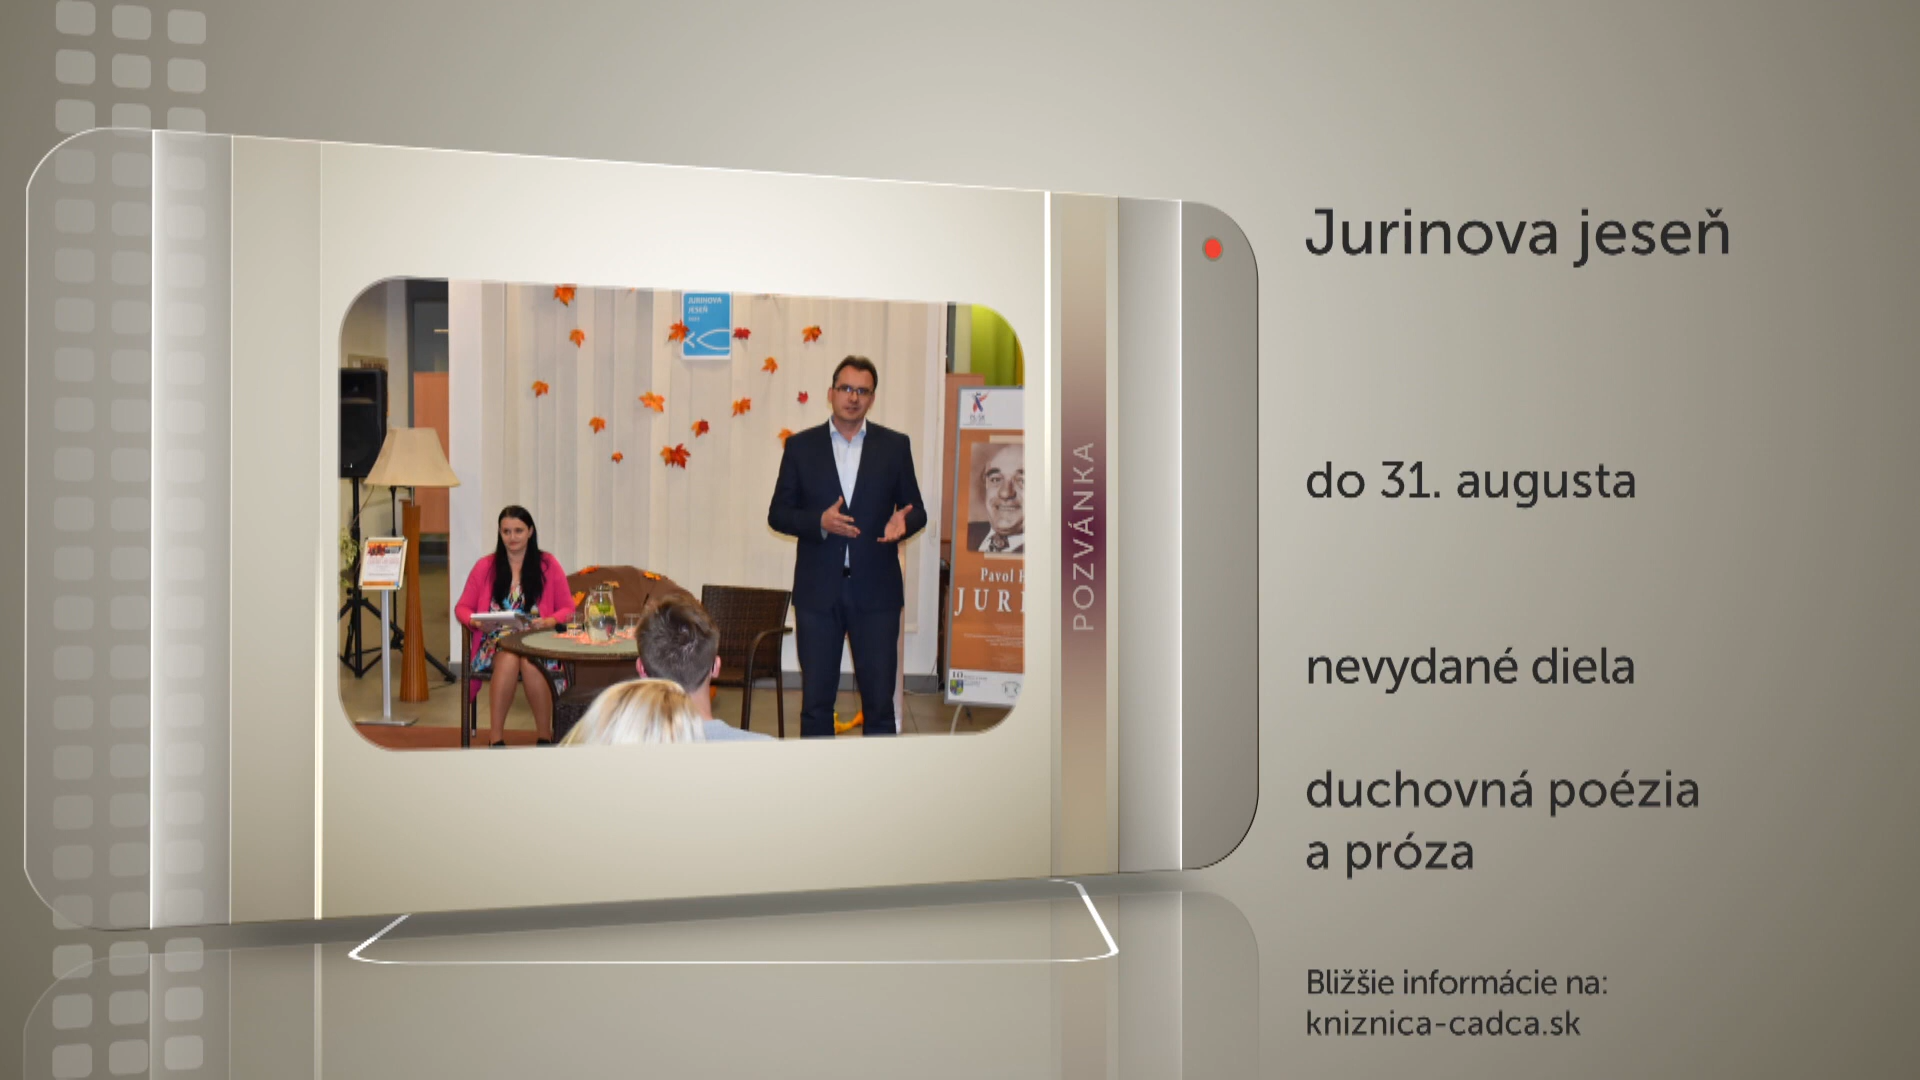 Jurinova jeseň
do 31. augusta
nevydané diela
duchovná poézia
a próza
Bližšie informácie na:
kniznica-cadca.sk
POZVÁNKA
JURINOVA
JESEŇ
Pavol
JURI